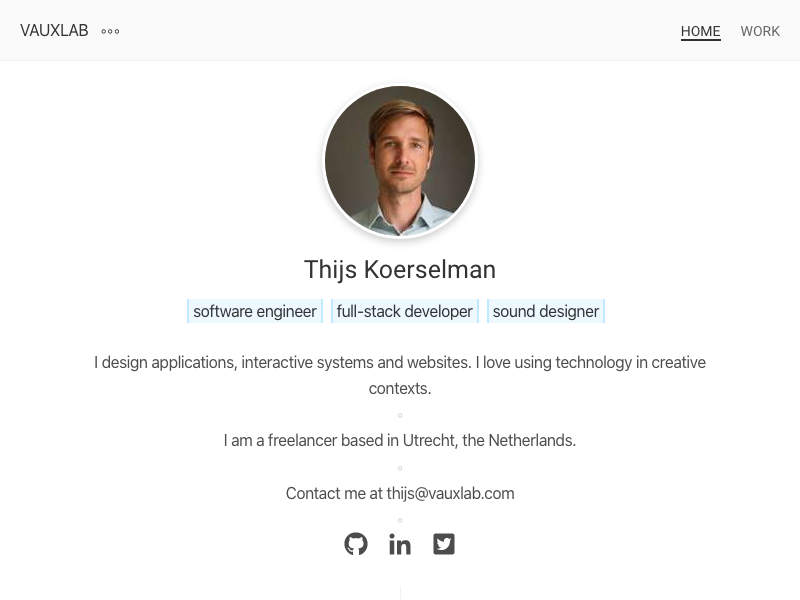 VAUXLAB
HOME WORK
Thijs Koerselman
software engineer full-stack developer sound designer
I design applications, interactive systems and websites. I love using technology in creative
contexts.
I am a freelancer based in Utrecht, the Netherlands.
Contact me at thijs@vauxlab.com
in